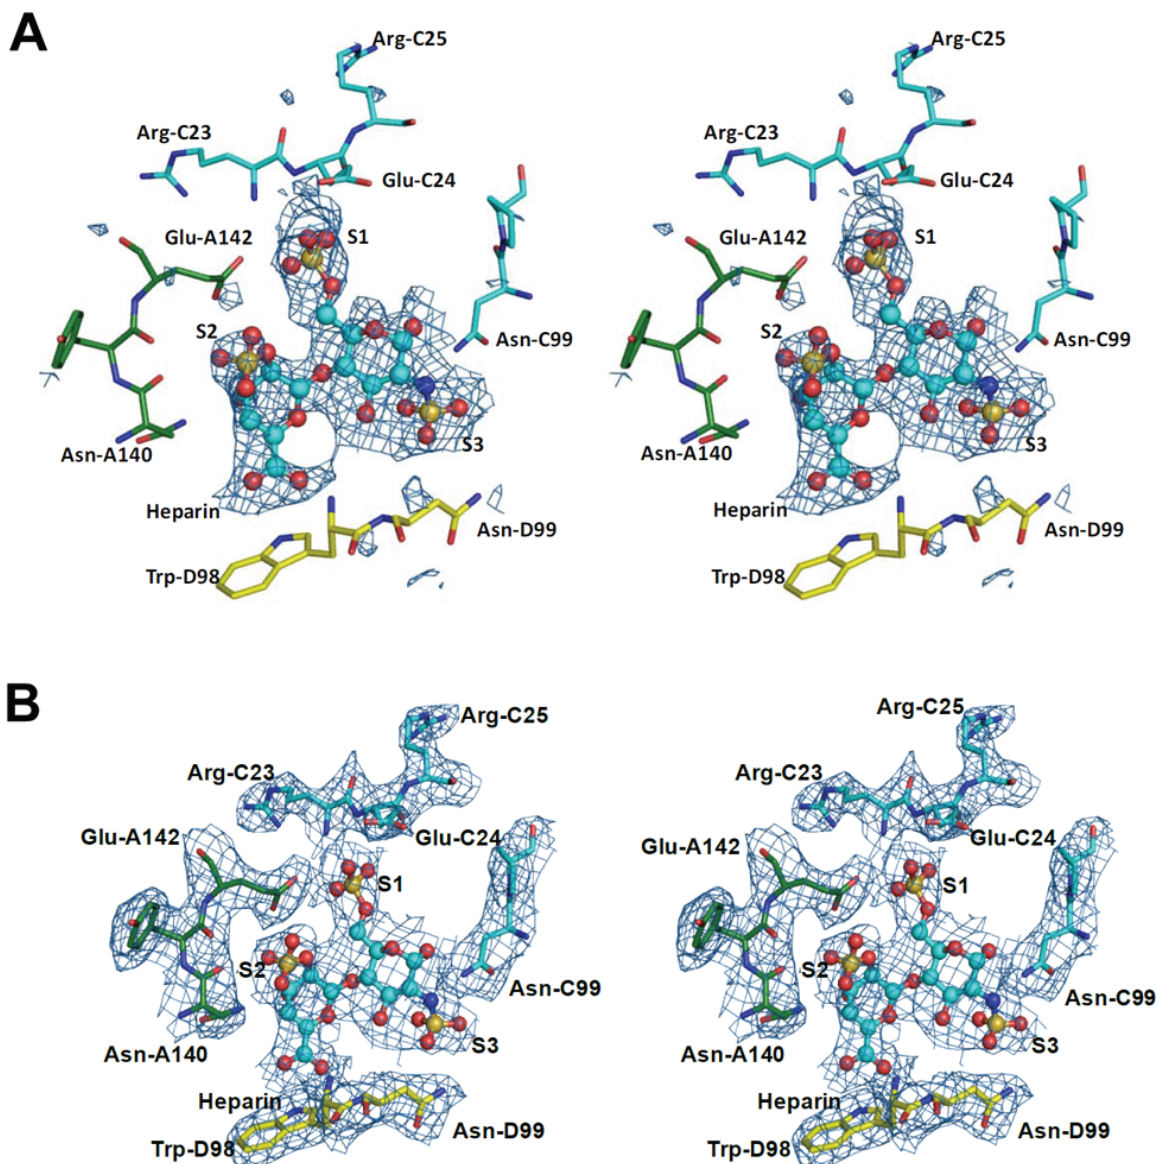 A
Arg-C25 Arg-C25
Arg-C23 Arg-C23
Glu-C24 Glu-C24
Glu-A142 S1 Glu-A142 S1
S2 Asn-C99 S2 Asn-C99
Asn-A140 S3 Asn-A140 S3
Heparin Heparin
Asn-D99 Asn-D99
Trp-D98 Trp-D98
B
Arg-C25 Arg-C25
Arg-C23 Arg-C23
Glu-A142 Glu-C24 Glu-A142 Glu-C24
S1 S1
S2 S2
Asn-C99 Asn-C99
Asn-A140 S3 Asn-A140 S3
Heparin Heparin
Asn-D99 Asn-D99
Trp-D98 Trp-D98